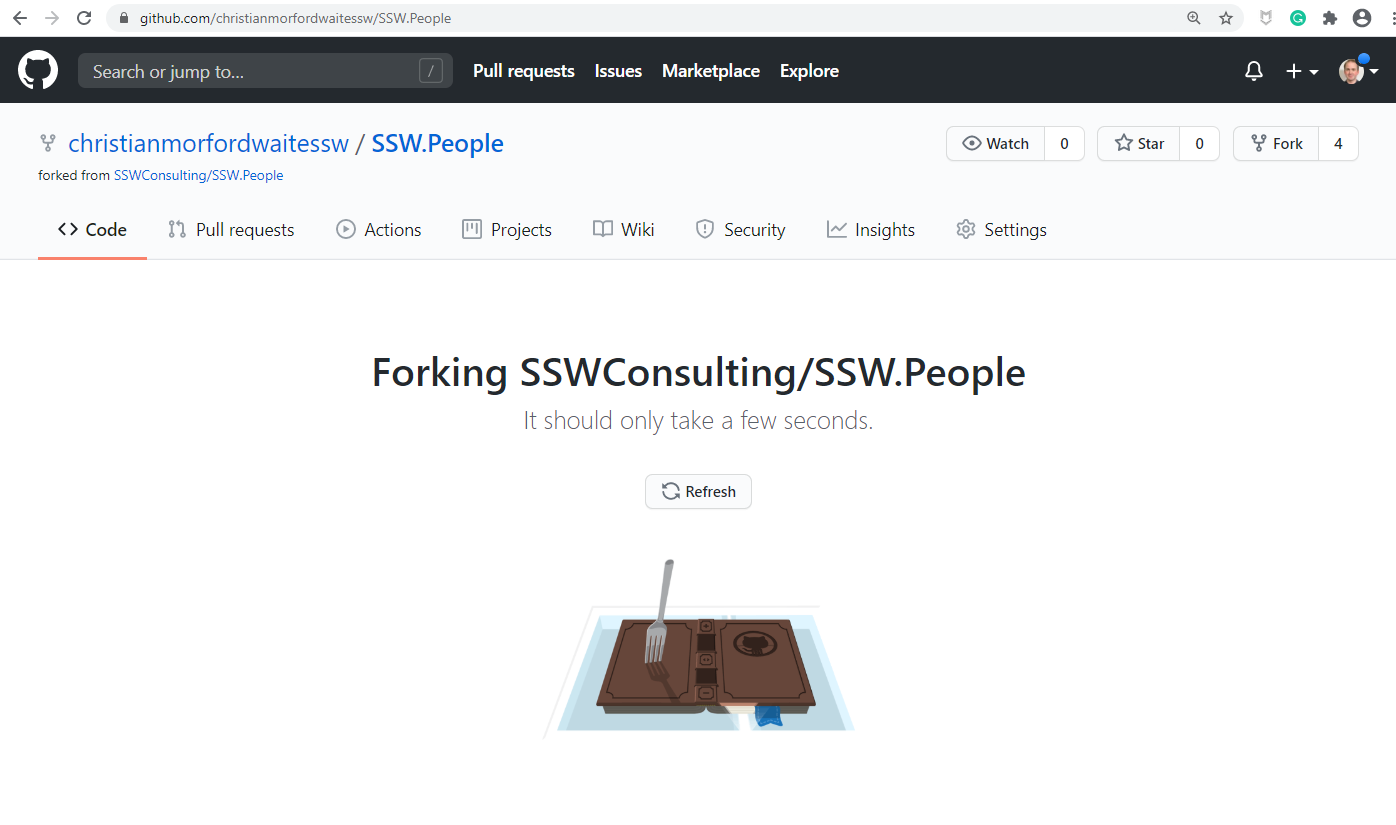 github.com/christianmorfordwaitessw/SSW.People
Search or jump to... /
Pull requests Issues Marketplace Explore
christianmorfordwaitessw / SSW.People
Watch 0 Star 0 Fork 4
forked from SSWConsulting/SSW.People
Code Pull requests Actions Projects Wiki Security Insights Settings
Forking SSWConsulting/SSW.People
It should only take a few seconds.
Refresh